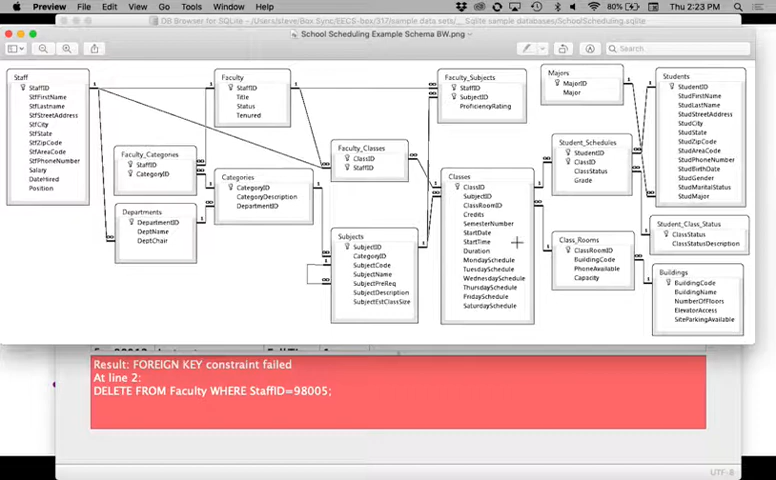 Preview File Edit View Go Tools Window Help 80% Thu 2:23 PM
DB Browser for SQLite - /Users/steve/Box Sync/EECS-box/317/sample data sets/__Sqlite sample databases/SchoolScheduling.sqlite
School Scheduling Example Schema BW.png
Search
Staff
StaffID
StfFirstName
StfLastname
StfStreetAddress
StfCity
StfState
StfZipCode
StfAreaCode
StfPhoneNumber
Salary
DateHired
Position
Faculty
StaffID
Title
Status
Tenured
Faculty_Subjects
StaffID
SubjectID
ProficiencyRating
Majors
MajorID
Major
Students
StudentID
StudFirstName
StudLastName
StudStreetAddress
StudCity
StudState
StudZipCode
StudAreaCode
StudPhoneNumber
StudBirthDate
StudGender
StudMaritalStatus
StudMajor
Faculty_Categories
StaffID
CategoryID
Categories
CategoryID
CategoryDescription
DepartmentID
Faculty_Classes
ClassID
StaffID
Student_Schedules
StudentID
ClassID
ClassStatus
Grade
Departments
DepartmentID
DeptName
DeptChair
Subjects
SubjectID
CategoryID
SubjectCode
SubjectName
SubjectPreReq
SubjectDescription
SubjectEstClassSize
Classes
ClassID
SubjectID
ClassRoomID
Credits
SemesterNumber
StartDate
StartTime
Duration
MondaySchedule
TuesdaySchedule
WednesdaySchedule
ThursdaySchedule
FridaySchedule
SaturdaySchedule
Class_Rooms
ClassRoomID
BuildingCode
PhoneAvailable
Capacity
Student_Class_Status
ClassStatus
ClassStatusDescription
Buildings
BuildingCode
BuildingName
NumberOfFloors
ElevatorAccess
SiteParkingAvailable
Result: FOREIGN KEY constraint failed
At line 2:
DELETE FROM Faculty WHERE StaffID=98005;
UTF-8